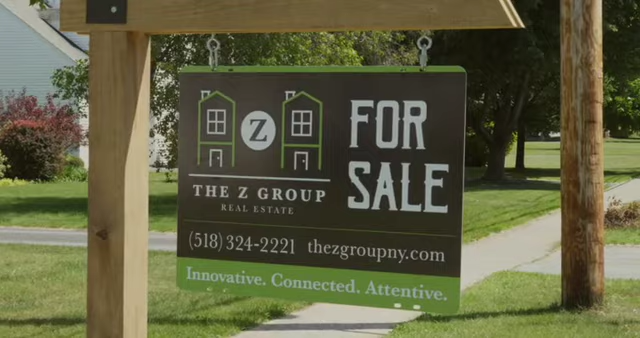 Z
FOR
SALE
THE Z GROUP
REAL ESTATE
(518) 324-2221 thezgroupny.com
Innovative. Connected. Attentive.